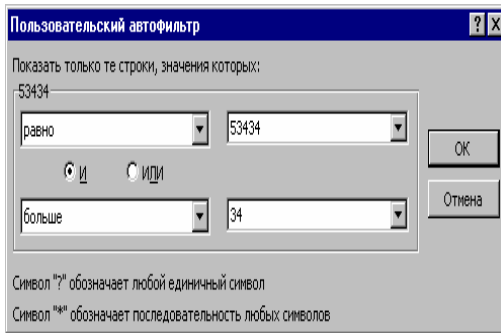 Пользовательский автофильтр
Показать только те строки, значения которых:
53434
равно 53434
И ИЛИ
OK
больше 34
Отмена
Символ "?" обозначает любой единичный символ
Символ "*" обозначает последовательность любых символов